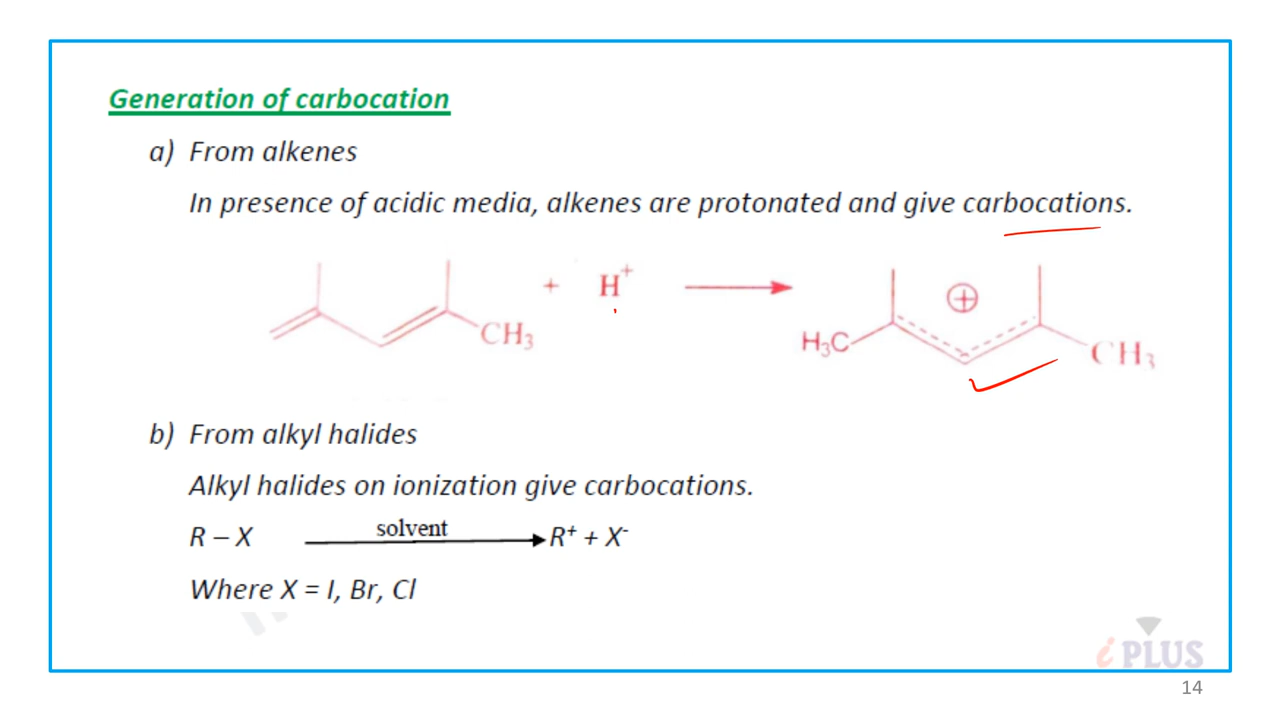 Generation of carbocation
a) From alkenes
In presence of acidic media, alkenes are protonated and give carbocations.
CH₃ + H⁺ H₃C ⊕ CH₃
b) From alkyl halides
Alkyl halides on ionization give carbocations.
R – X solvent R⁺ + X⁻
Where X = I, Br, Cl
i PLUS
14